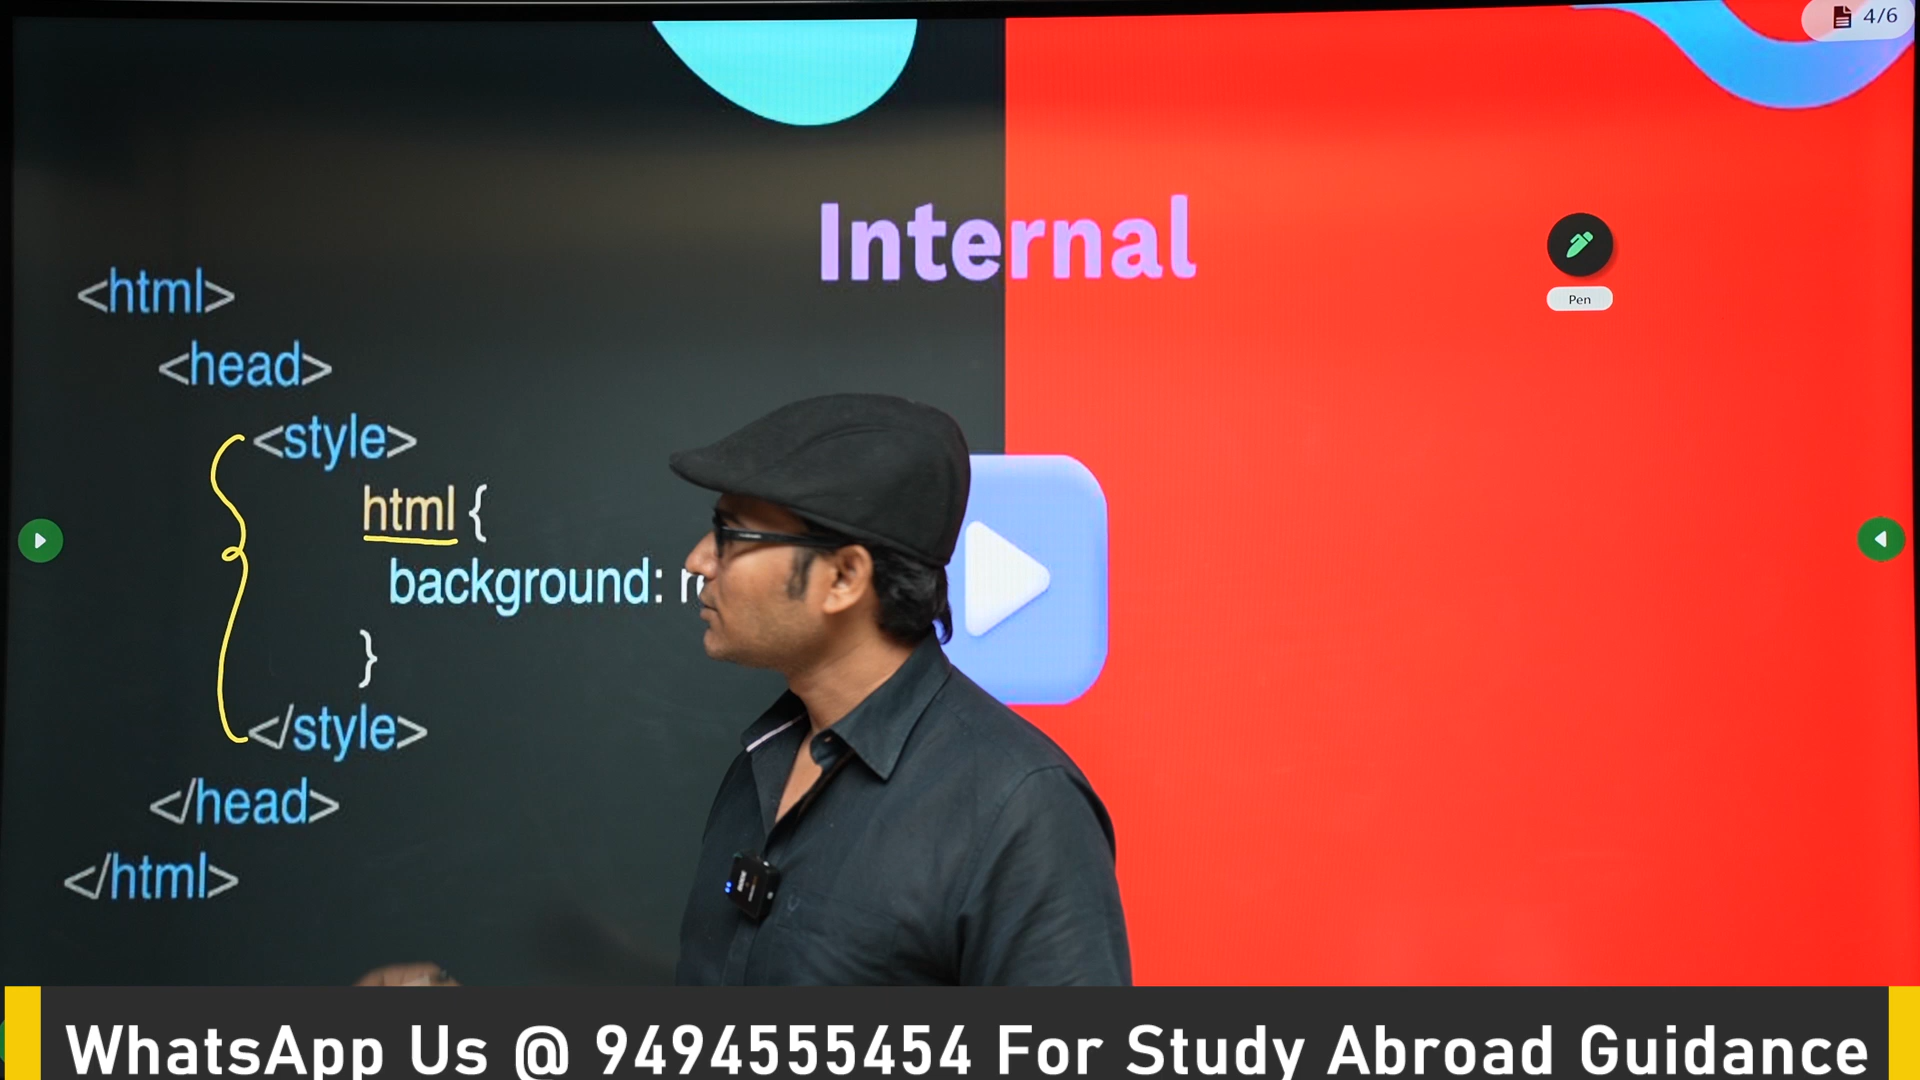 4/6
Internal
Pen
<html>
<head>
<style>
html {
background:
}
</style>
</head>
</html>
WhatsApp Us @ 9494555454 For Study Abroad Guidance